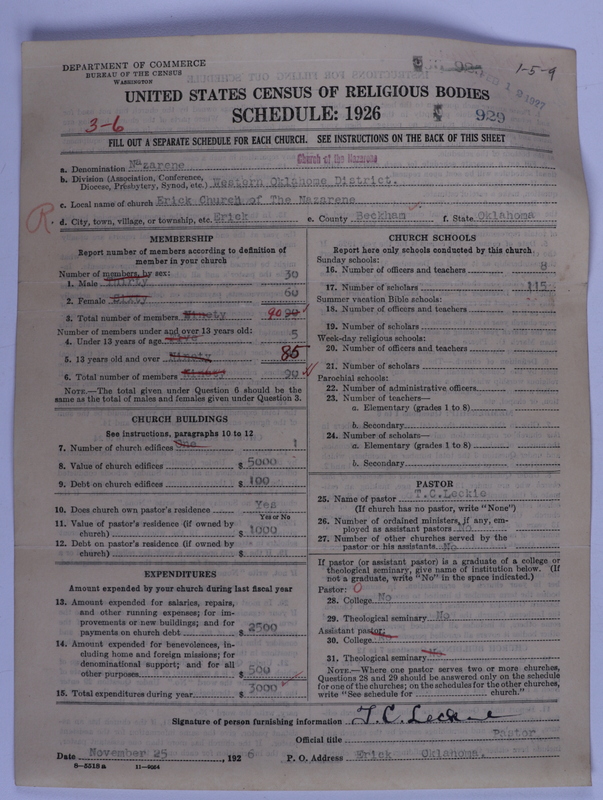 DEPARTMENT OF COMMERCE
BUREAU OF THE CENSUS
WASHINGTON
1-5-9
1927
UNITED STATES CENSUS OF RELIGIOUS BODIES
SCHEDULE: 1926
929
3-6
FILL OUT A SEPARATE SCHEDULE FOR EACH CHURCH. SEE INSTRUCTIONS ON THE BACK OF THIS SHEET
Church of the Nazarene
a. Denomination Nazarene
b. Division (Association, Conference, Diocese, Presbytery, Synod, etc.) Western Oklahome District.
c. Local name of church Erick Church of The Nazarene
R.
d. City, town, village, or township, etc. Erick e. County Beckham f. State Oklahoma
MEMBERSHIP
Report number of members according to definition of
member in your church
Number of members, by sex:
1. Male Thirty 30
2. Female Sixty 60
3. Total number of members Ninety 90
Number of members under and over 13 years old:
4. Under 13 years of age Five 5
5. 13 years old and over Ninety 85
6. Total number of members Ninety 90
NOTE.—The total given under Question 6 should be the
same as the total of males and females given under Question 3.
CHURCH BUILDINGS
See instructions, paragraphs 10 to 12
7. Number of church edifices One 1
8. Value of church edifices $ 5000
9. Debt on church edifices $ 100
10. Does church own pastor's residence Yes
Yes or No
11. Value of pastor's residence (if owned by
church) $ 1000
12. Debt on pastor's residence (if owned by
church) $
EXPENDITURES
Amount expended by your church during last fiscal year
13. Amount expended for salaries, repairs,
and other running expenses; for im-
provements or new buildings; and for
payments on church debt $ 2500
14. Amount expended for benevolences, in-
cluding home and foreign missions; for
denominational support; and for all
other purposes $ 500
15. Total expenditures during year $ 3000
CHURCH SCHOOLS
Report here only schools conducted by this church.
Sunday schools:
16. Number of officers and teachers 8
17. Number of scholars 115
Summer vacation Bible schools:
18. Number of officers and teachers
19. Number of scholars
Week-day religious schools:
20. Number of officers and teachers
21. Number of scholars
Parochial schools:
22. Number of administrative officers
23. Number of teachers—
a. Elementary (grades 1 to 8)
b. Secondary
24. Number of scholars—
a. Elementary (grades 1 to 8)
b. Secondary
PASTOR
25. Name of pastor T.C.Leckie
(If church has no pastor, write "None")
26. Number of ordained ministers, if any, em-
ployed as assistant pastors No
27. Number of other churches served by the
pastor or his assistants No
If pastor (or assistant pastor) is a graduate of a college or
theological seminary, give name of institution below. (If
not a graduate, write "No" in the space indicated.)
Pastor: O
28. College No
29. Theological seminary No
Assistant pastor:
30. College
31. Theological seminary No
NOTE.—Where one pastor serves two or more churches,
Questions 28 and 29 should be answered only on the schedule
for one of the churches; on the schedules for the other churches,
write "See schedule for ... church."
Signature of person furnishing information T. C. Leckie
Official title Pastor
Date November 25, 1926 P. O. Address Erick Oklahoma.
8—5518 a 11—9064